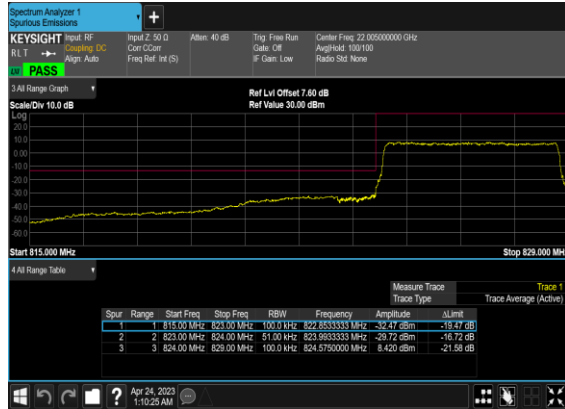 Spectrum Analyzer 1
Spurious Emissions
KEYSIGHT Input: RF Input Z: 50 Ω Atten: 40 dB Trig: Free Run Center Freq: 22.005000000 GHz
RLT Coupling: DC Corr CCorr Gate: Off Avg|Hold: 100/100
Align: Auto Freq Ref: Int (S) IF Gain: Low Radio Std: None
PASS
3 All Range Graph
Ref Lvl Offset 7.60 dB
Scale/Div 10.0 dB Ref Value 30.00 dBm
Log
20.0
10.0
0.00
-10.0
-20.0
-30.0
-40.0
-50.0
-60.0
Start 815.000 MHz Stop 829.000 MH
4 All Range Table
Measure Trace Trace 1
Trace Type Trace Average (Active)
Spur Range Start Freq Stop Freq RBW Frequency Amplitude ΔLimit
1 1 815.00 MHz 823.00 MHz 100.0 kHz 822.8533333 MHz -32.47 dBm -19.47 dB
2 2 823.00 MHz 824.00 MHz 51.00 kHz 823.9933333 MHz -29.72 dBm -16.72 dB
3 3 824.00 MHz 829.00 MHz 100.0 kHz 824.5750000 MHz 8.420 dBm -21.58 dB
? Apr 24, 2023
1:10:25 AM